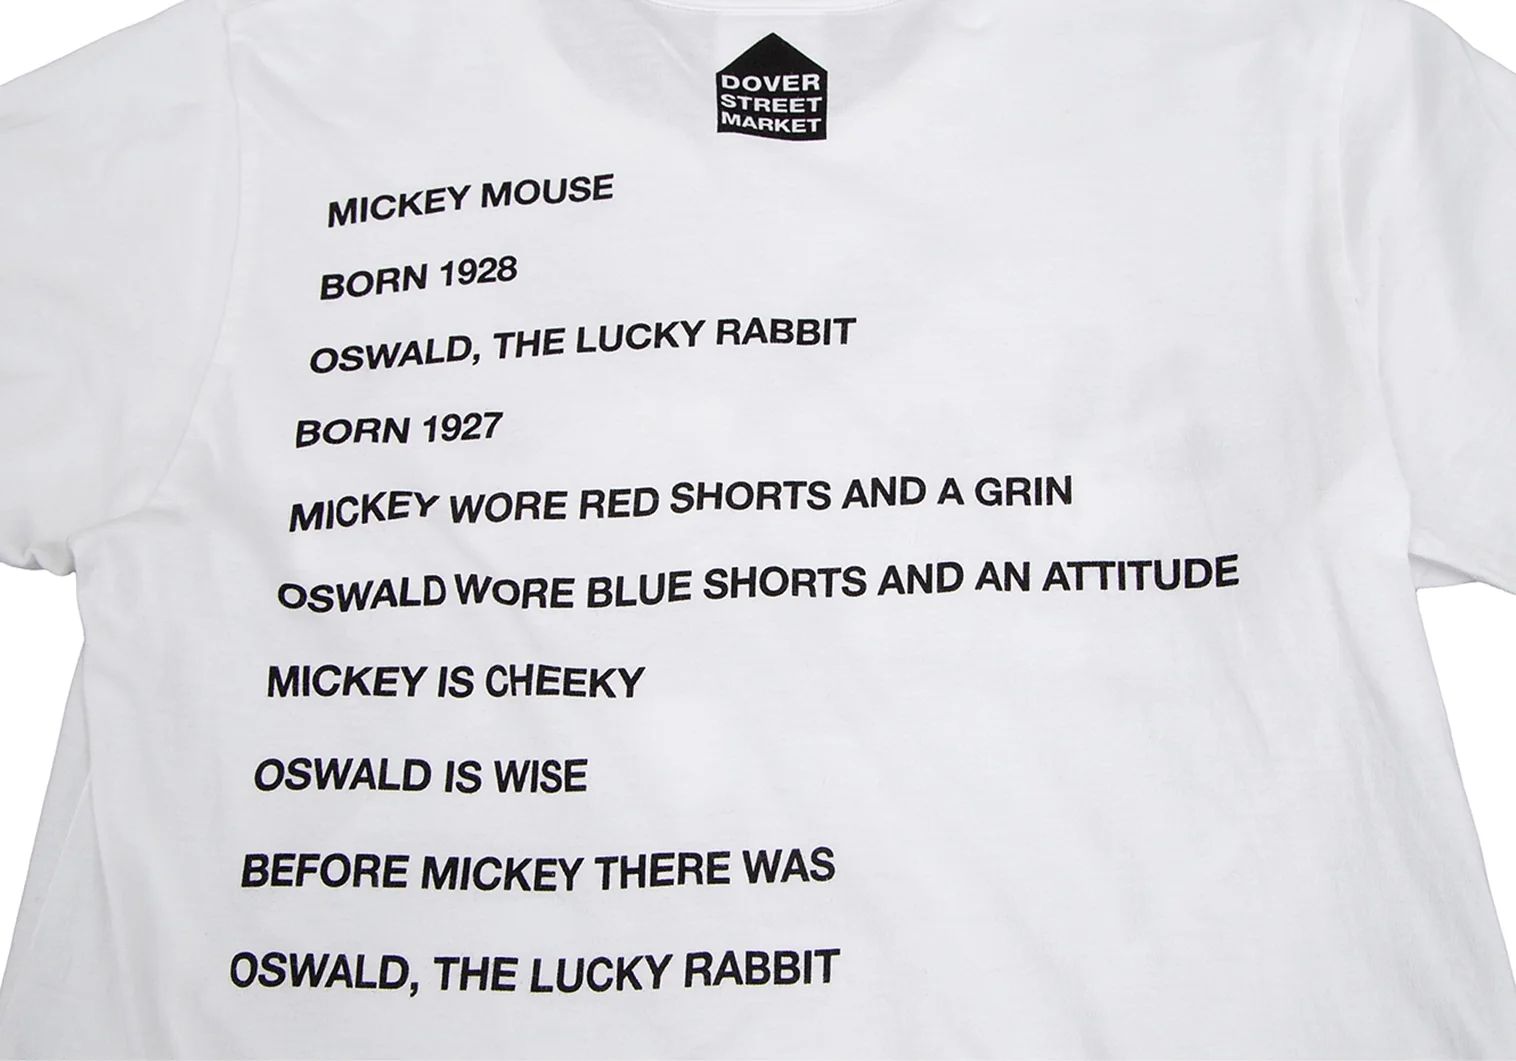 DOVER
STREET
MARKET
MICKEY MOUSE
BORN 1928
OSWALD, THE LUCKY RABBIT
BORN 1927
MICKEY WORE RED SHORTS AND A GRIN
OSWALD WORE BLUE SHORTS AND AN ATTITUDE
MICKEY IS CHEEKY
OSWALD IS WISE
BEFORE MICKEY THERE WAS
OSWALD, THE LUCKY RABBIT